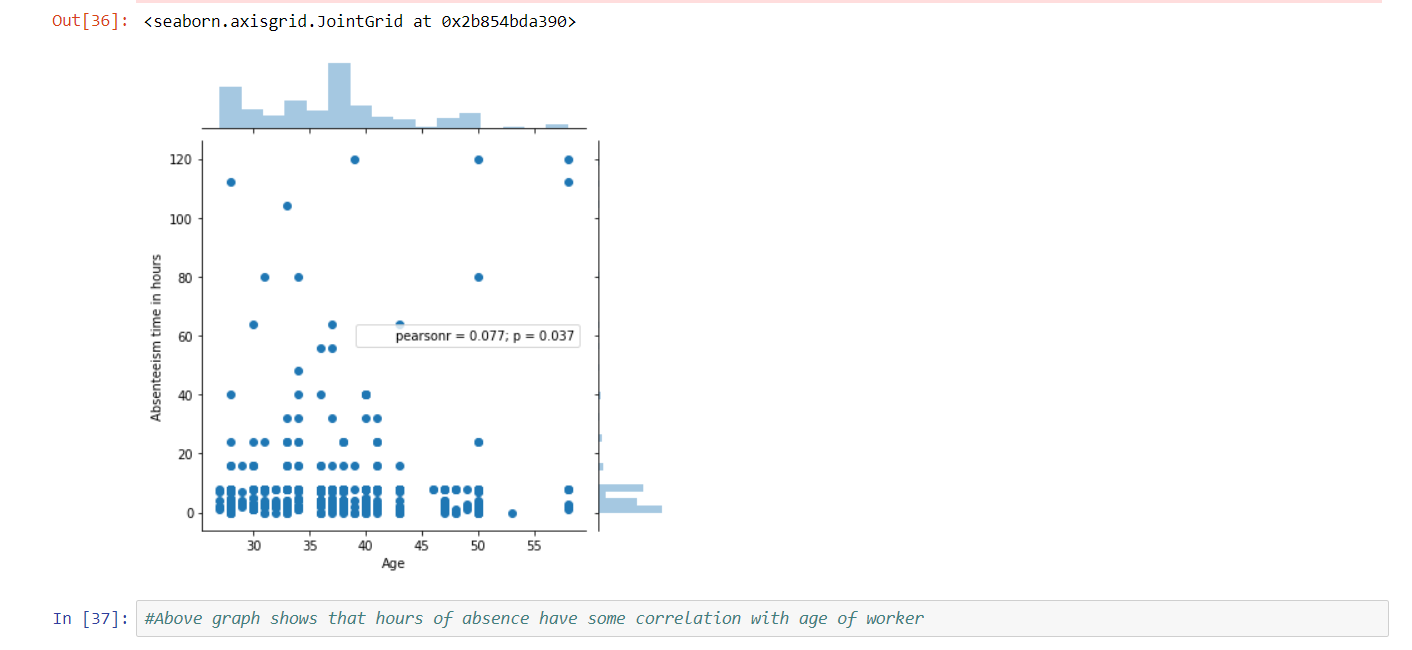 Out[36]: <seaborn.axisgrid.JointGrid at 0x2b854bda390>
120
100
80
60
40
20
0
Absenteeism time in hours
pearsonr = 0.077; p = 0.037
30 35 40 45 50 55
Age
In [37]: #Above graph shows that hours of absence have some correlation with age of worker